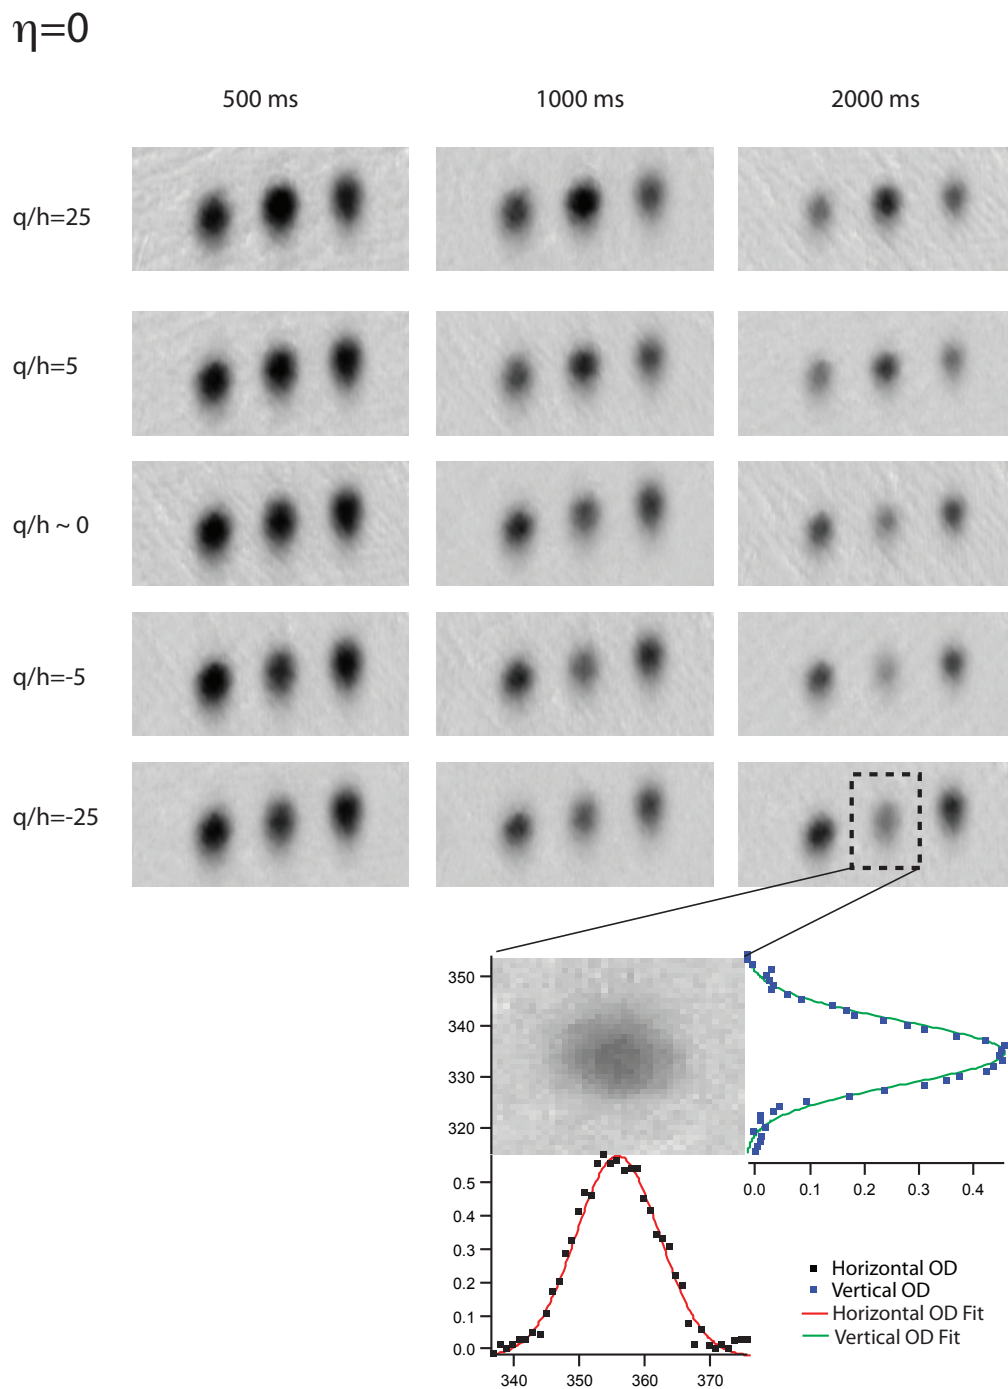 η=0
500 ms 1000 ms 2000 ms
q/h=25
q/h=5
q/h ~ 0
q/h=-5
q/h=-25
350
340
330
320
0.0 0.1 0.2 0.3 0.4
0.5
0.4
0.3
0.2
0.1
0.0
340 350 360 370
Horizontal OD
Vertical OD
Horizontal OD Fit
Vertical OD Fit